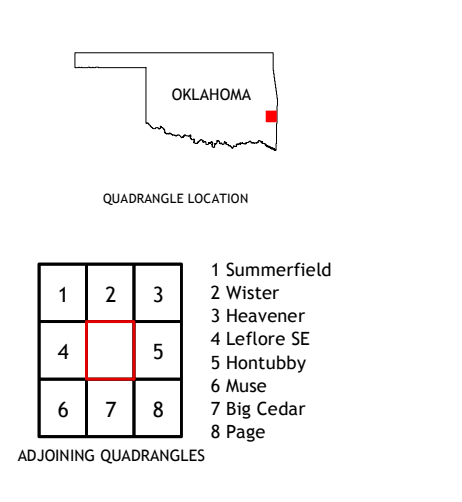 OKLAHOMA
QUADRANGLE LOCATION
1 2 3
4 5
6 7 8
1 Summerfield
2 Wister
3 Heavener
4 Leflore SE
5 Hontubby
6 Muse
7 Big Cedar
8 Page
ADJOINING QUADRANGLES